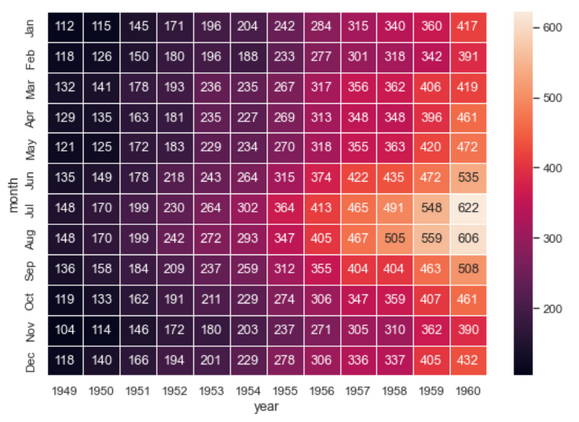 Jan 112 115 145 171 196 204 242 284 315 340 360 417
Feb 118 126 150 180 196 188 233 277 301 318 342 391
Mar 132 141 178 193 236 235 267 317 356 362 406 419
Apr 129 135 163 181 235 227 269 313 348 348 396 461
May 121 125 172 183 229 234 270 318 355 363 420 472
Jun 135 149 178 218 243 264 315 374 422 435 472 535
Jul 148 170 199 230 264 302 364 413 465 491 548 622
Aug 148 170 199 242 272 293 347 405 467 505 559 606
Sep 136 158 184 209 237 259 312 355 404 404 463 508
Oct 119 133 162 191 211 229 274 306 347 359 407 461
Nov 104 114 146 172 180 203 237 271 305 310 362 390
Dec 118 140 166 194 201 229 278 306 336 337 405 432
1949 1950 1951 1952 1953 1954 1955 1956 1957 1958 1959 1960
year
month
600
500
400
300
200